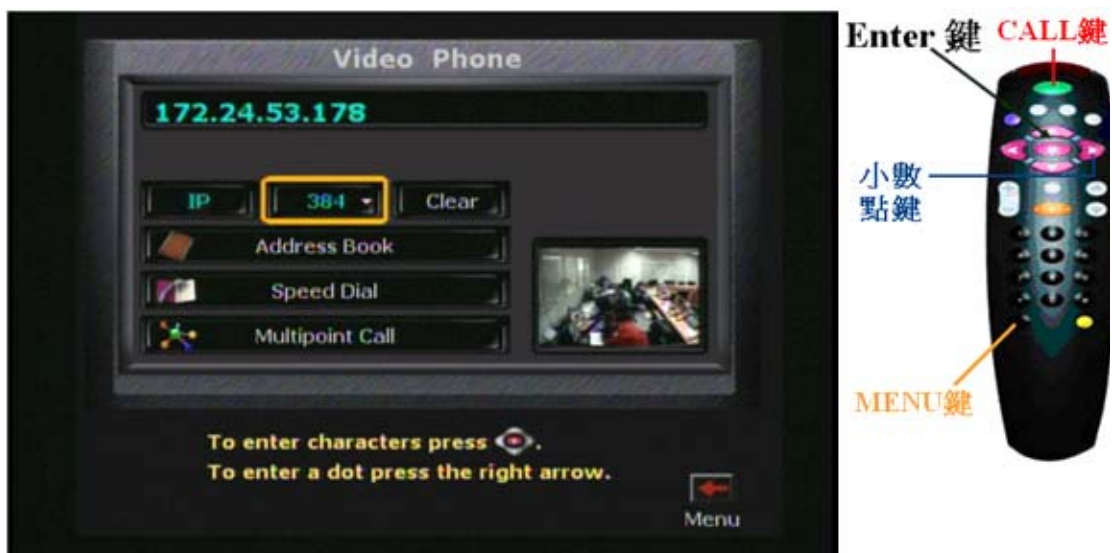 Video Phone
172.24.53.178
IP
384
Clear
Address Book
Speed Dial
Multipoint Call
To enter characters press .
To enter a dot press the right arrow.
Menu
Enter 鍵
CALL鍵
小數
點鍵
MENU鍵